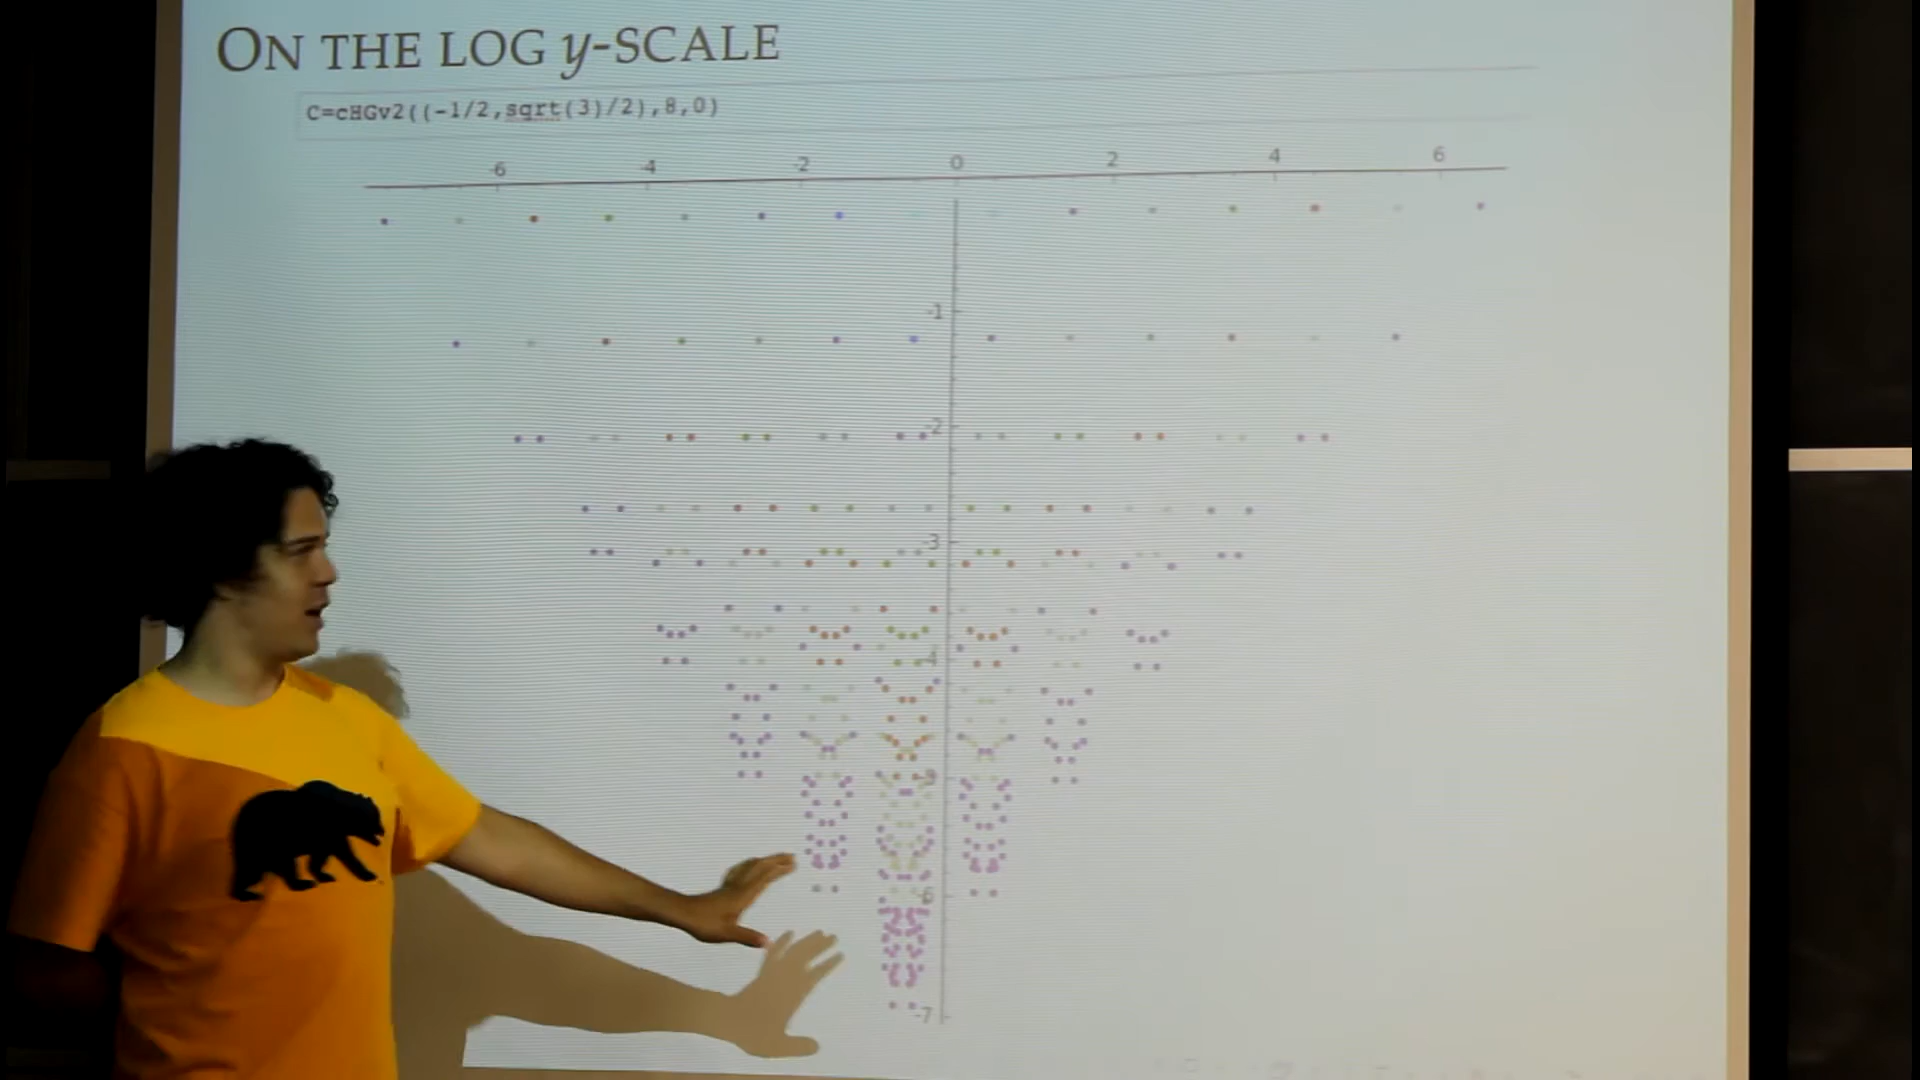 ON THE LOG y-SCALE
C=cHGv2((-1/2,sqrt(3)/2),8,0)
-6 -4 -2 0 2 4 6
-1
-2
-3
-4
-5
-6
-7